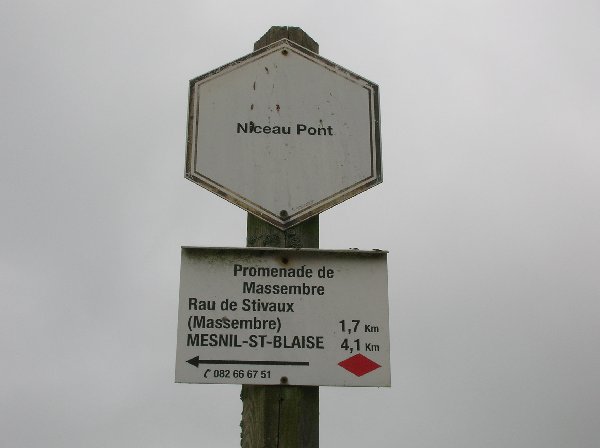 Niceau Pont
Promenade de
Massembre
Rau de Stivaux
(Massembre) 1,7 Km
MESNIL-ST-BLAISE 4,1 Km
082 66 67 51